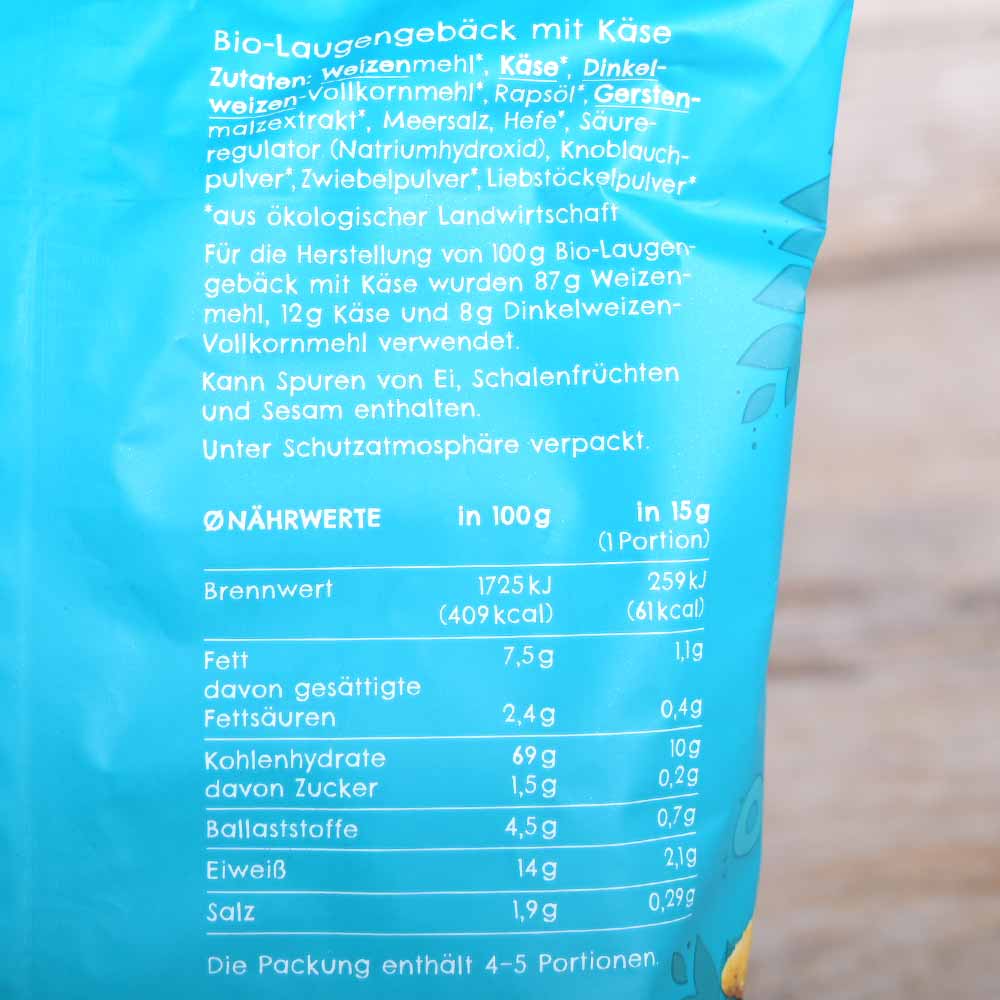 Bio-Laugengebäck mit Käse
Zutaten: Weizenmehl*, Käse*, Dinkel-
weizen-Vollkornmehl*, Rapsöl*, Gersten-
malzextrakt*, Meersalz, Hefe*, Säure-
regulator (Natriumhydroxid), Knoblauch-
pulver*, Zwiebelpulver*, Liebstöckelpulver*
*aus ökologischer Landwirtschaft
Für die Herstellung von 100g Bio-Laugen-
gebäck mit Käse wurden 87g Weizen-
mehl, 12g Käse und 8g Dinkelweizen-
Vollkornmehl verwendet.
Kann Spuren von Ei, Schalenfrüchten
und Sesam enthalten.
Unter Schutzatmosphäre verpackt.
ØNÄHRWERTE in 100g in 15g
(1 Portion)
Brennwert 1725kJ 259kJ
(409kcal) (61kcal)
Fett 7,5g 1,1g
davon gesättigte
Fettsäuren 2,4g 0,4g
Kohlenhydrate 69g 10g
davon Zucker 1,5g 0,2g
Ballaststoffe 4,5g 0,7g
Eiweiß 14g 2,1g
Salz 1,9g 0,29g
Die Packung enthält 4-5 Portionen.